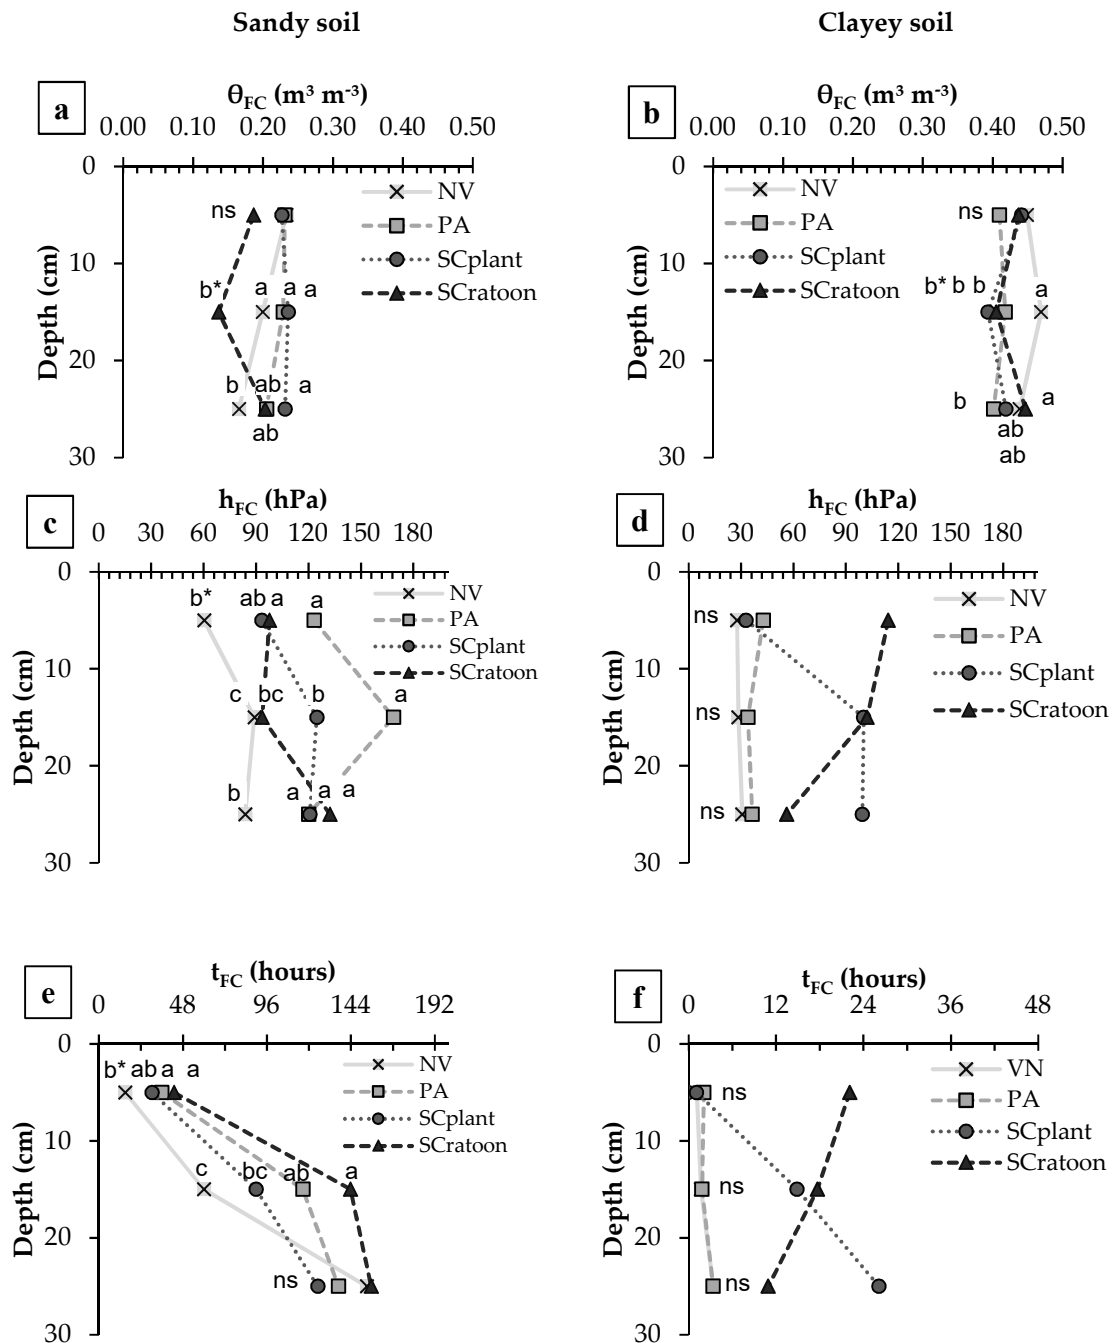 Sandy soil
Clayey soil
a
θFC (m³ m⁻³)
0.00 0.10 0.20 0.30 0.40 0.50
0
10
20
30
Depth (cm)
NV
PA
SCplant
SCratoon
ns
b* a a a
b ab a
ab
b
θFC (m³ m⁻³)
0.00 0.10 0.20 0.30 0.40 0.50
0
10
20
30
Depth (cm)
NV
PA
SCplant
SCratoon
ns
b* b b a
b a
ab
ab
c
hFC (hPa)
0 30 60 90 120 150 180
0
10
20
30
Depth (cm)
NV
PA
SCplant
SCratoon
b* ab a a
c bc b a
b a a a
d
hFC (hPa)
0 30 60 90 120 150 180
0
10
20
30
Depth (cm)
NV
PA
SCplant
SCratoon
ns
ns
ns
e
tFC (hours)
0 48 96 144 192
0
10
20
30
Depth (cm)
NV
PA
SCplant
SCratoon
b* ab a a
c bc ab a
ns
f
tFC (hours)
0 12 24 36 48
0
10
20
30
Depth (cm)
VN
PA
SCplant
SCratoon
ns
ns
ns